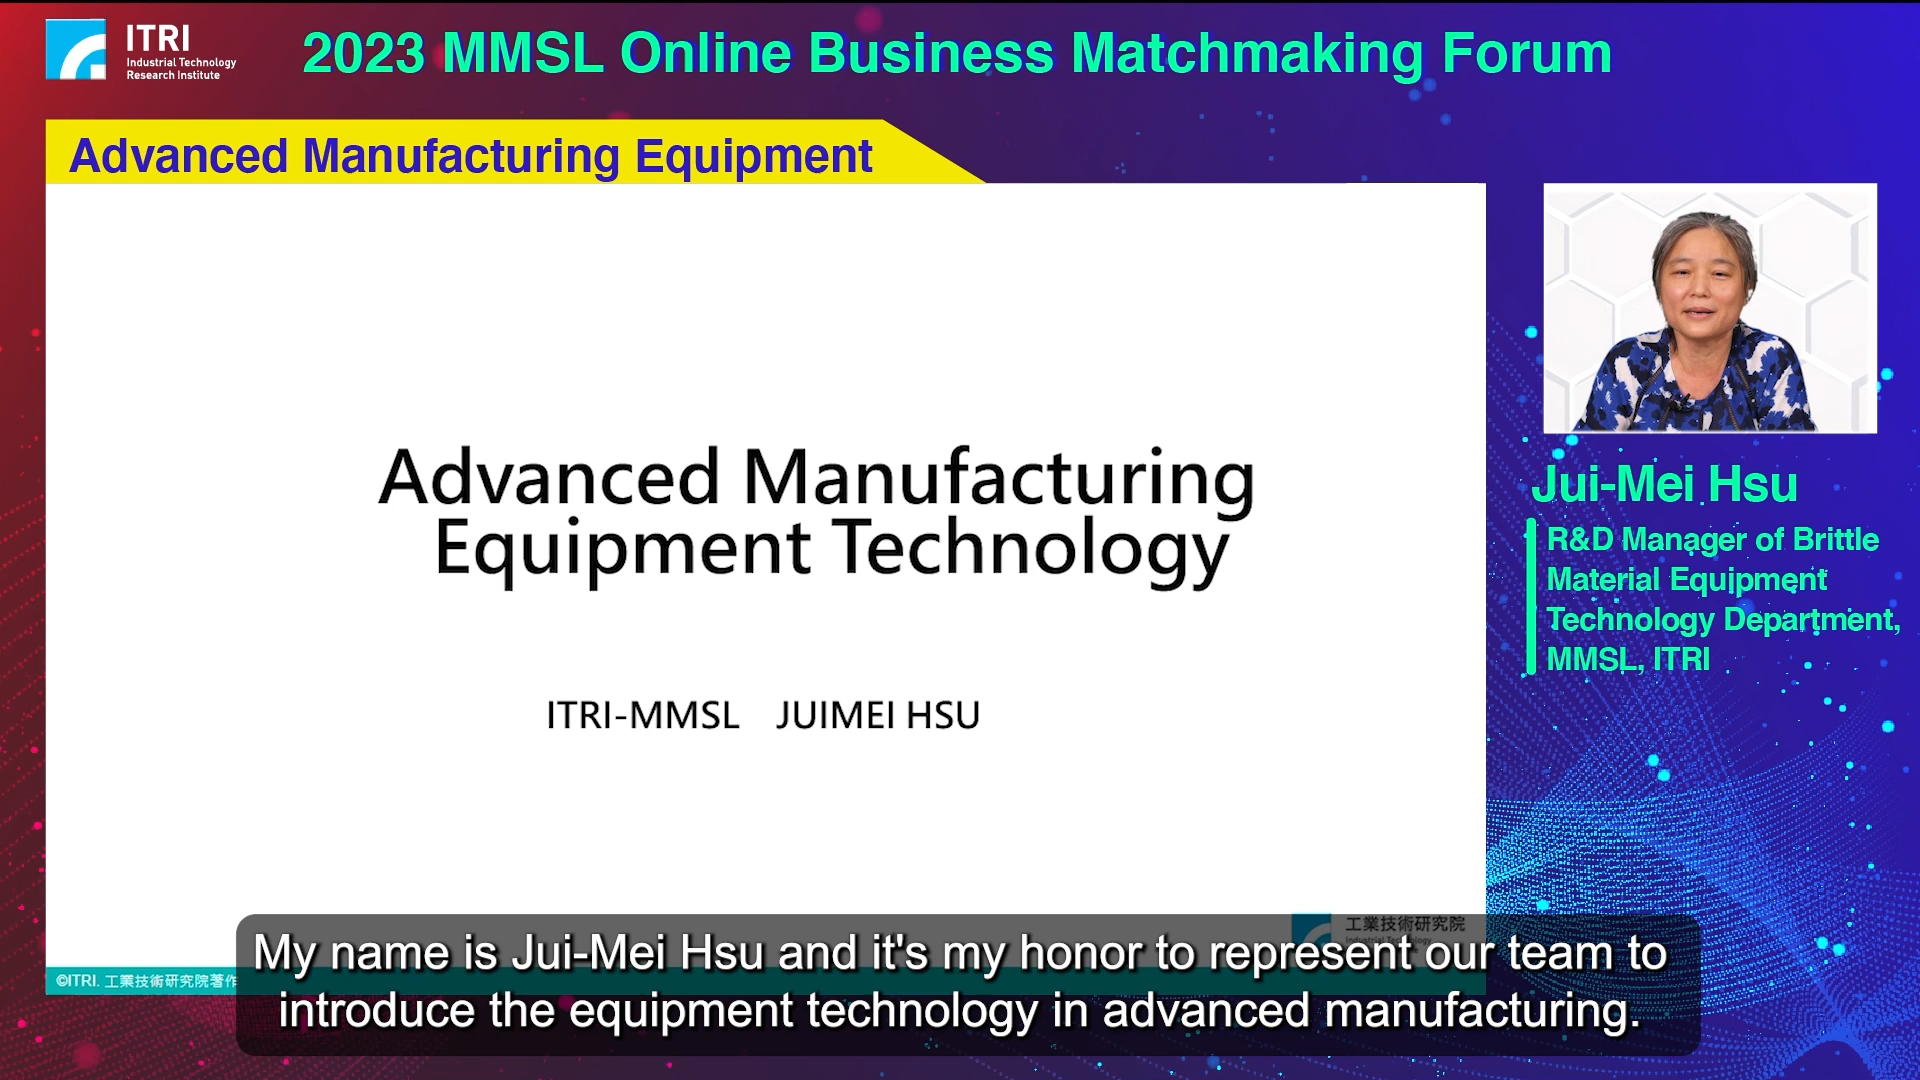 ITRI
Industrial Technology
Research Institute
2023 MMSL Online Business Matchmaking Forum
Advanced Manufacturing Equipment
Advanced Manufacturing
Equipment Technology
ITRI-MMSL JUIMEI HSU
Jui-Mei Hsu
R&D Manager of Brittle
Material Equipment
Technology Department,
MMSL, ITRI
工業技術研究院
Industrial Technology
©ITRI. 工業技術研究院著作
My name is Jui-Mei Hsu and it's my honor to represent our team to
introduce the equipment technology in advanced manufacturing.